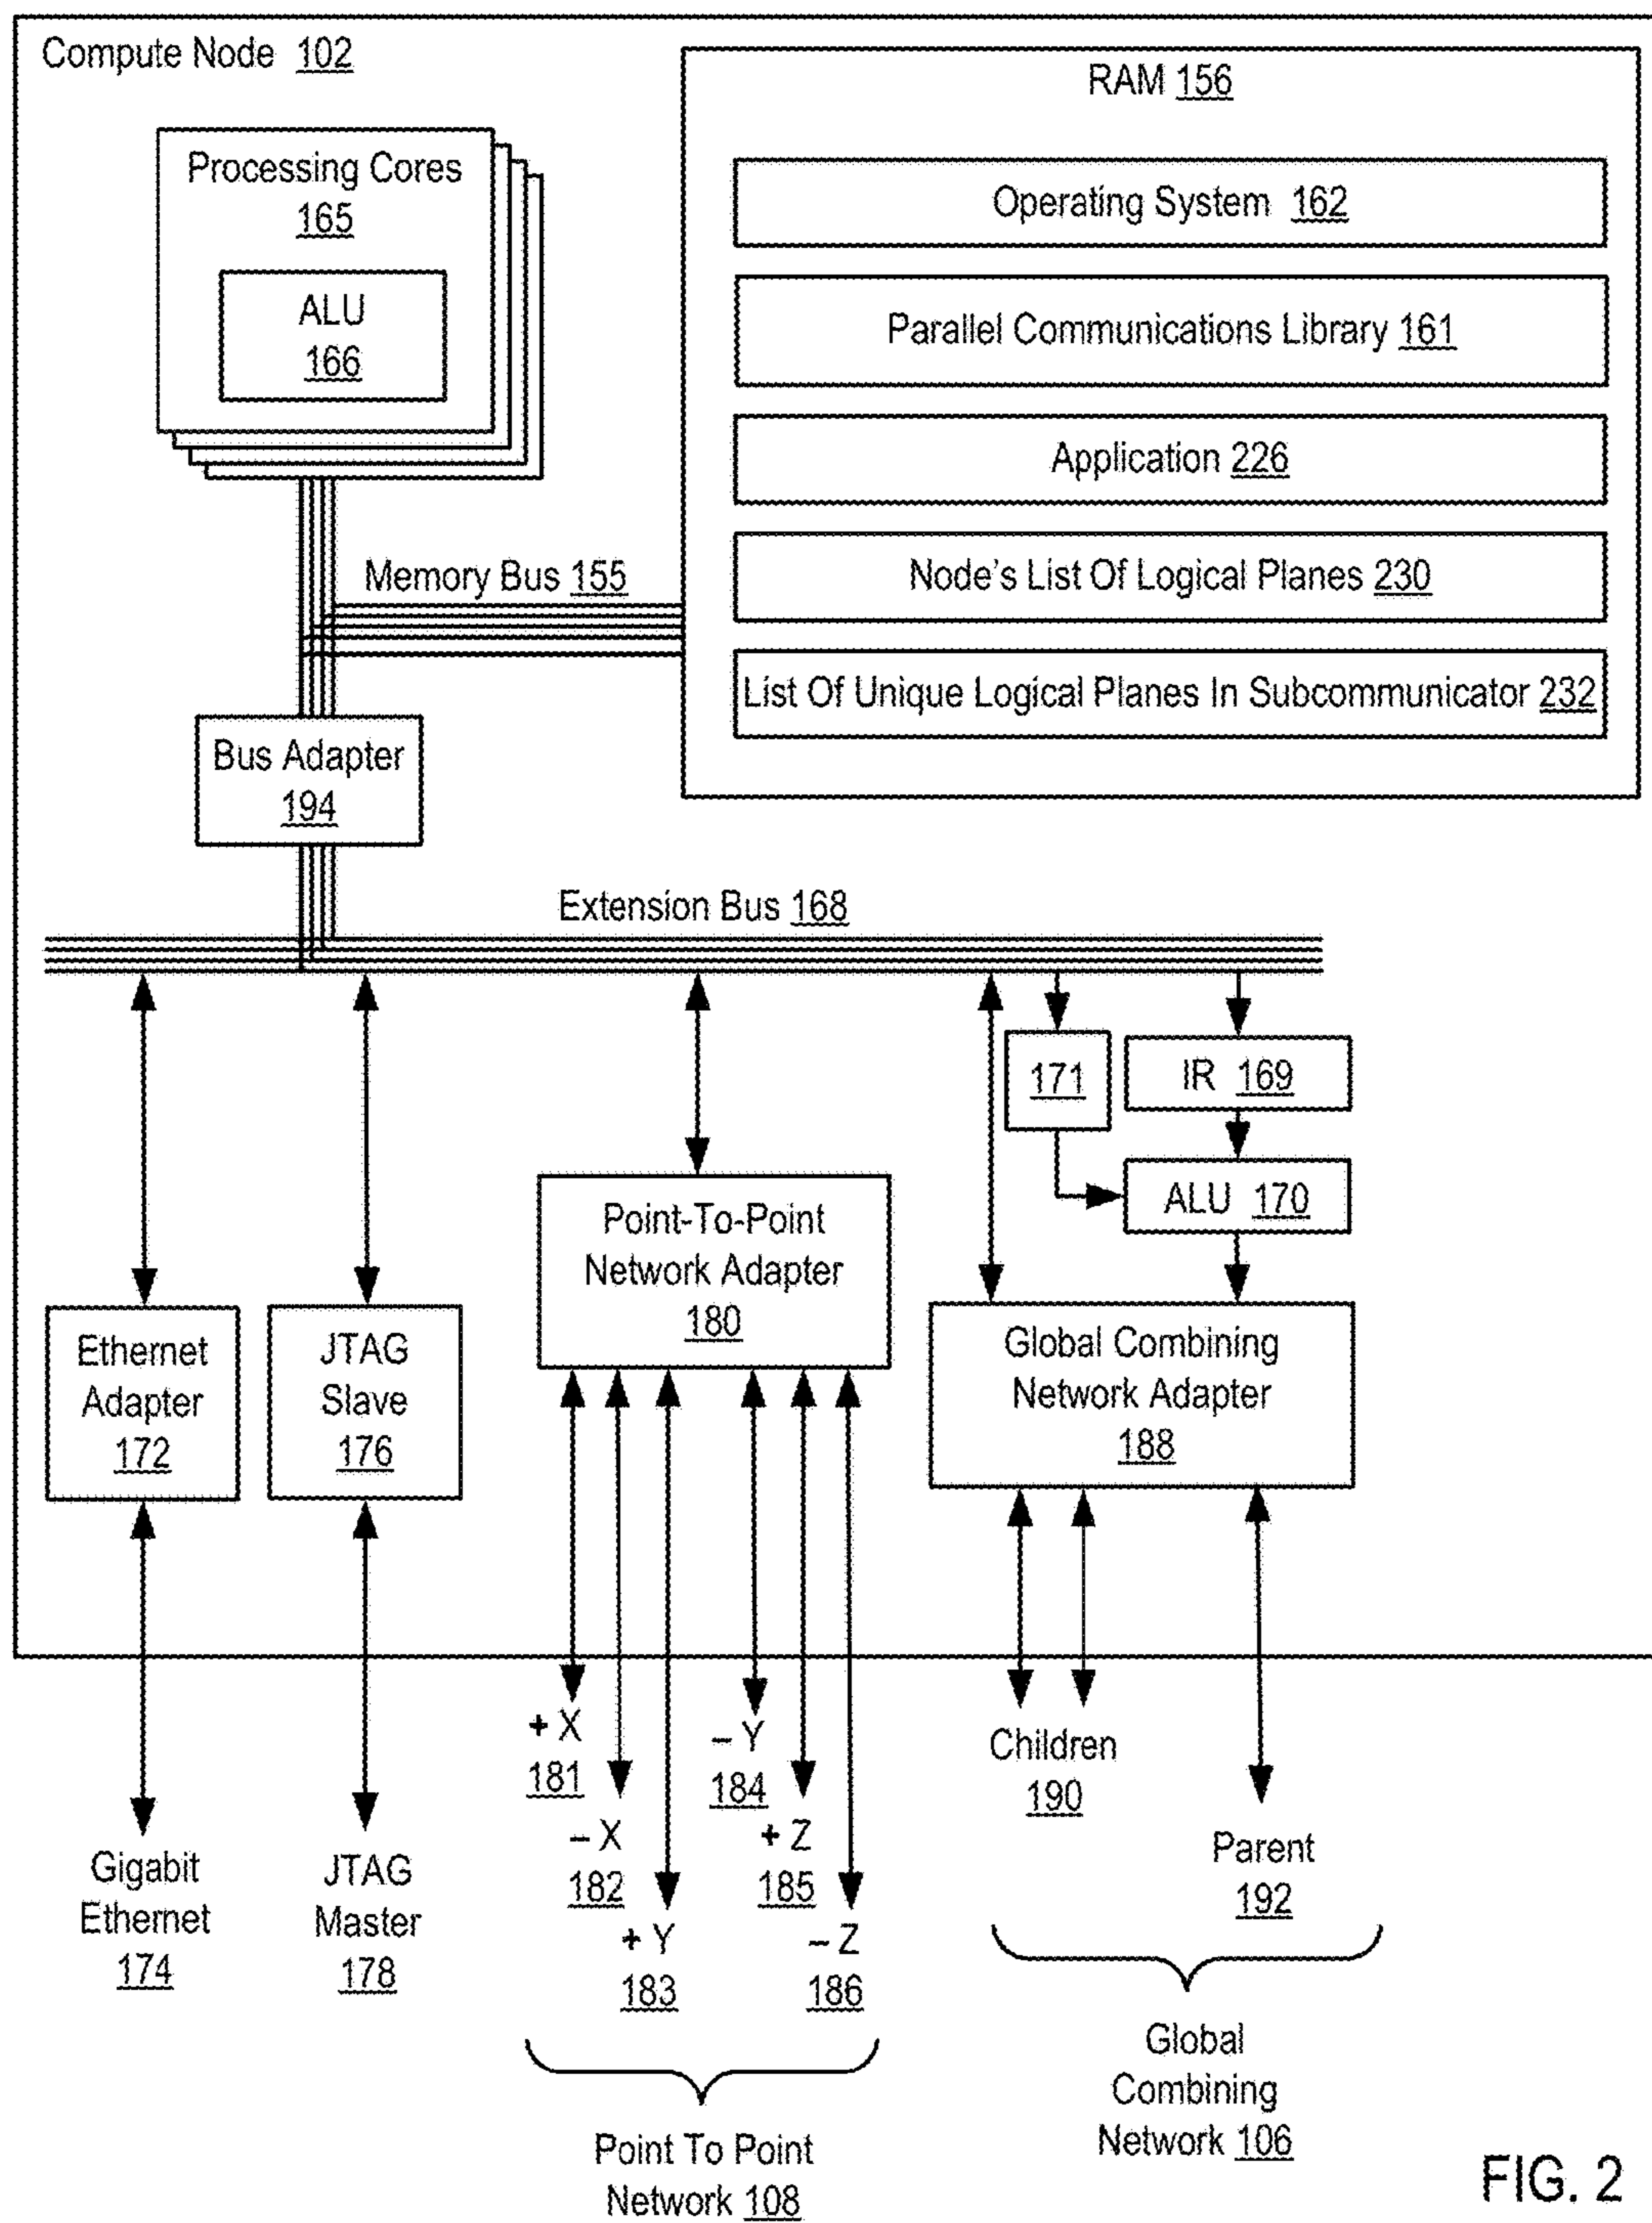 Compute Node 102
RAM 156
Processing Cores
165
ALU
166
Operating System 162
Parallel Communications Library 161
Application 226
Node's List Of Logical Planes 230
List Of Unique Logical Planes In Subcommunicator 232
Memory Bus 155
Bus Adapter
194
Extension Bus 168
171
IR 169
ALU 170
Point-To-Point
Network Adapter
180
Ethernet
Adapter
172
JTAG
Slave
176
Global Combining
Network Adapter
188
+ X
181
– X
182
+ Y
183
– Y
184
+ Z
185
– Z
186
Children
190
Parent
192
Gigabit
Ethernet
174
JTAG
Master
178
Point To Point
Network 108
Global
Combining
Network 106
FIG. 2